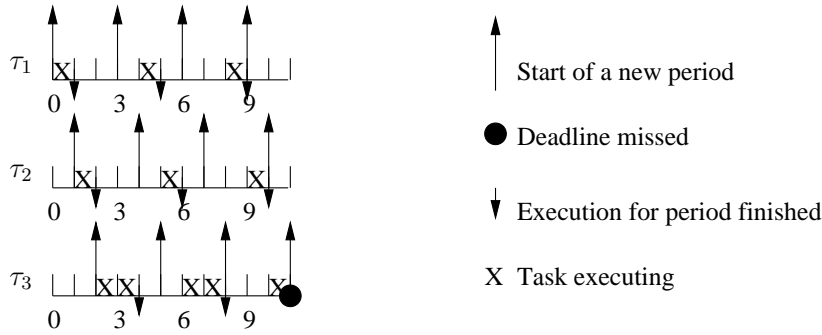 τ1 X X X
0 3 6 9
τ2 X X X
0 3 6 9
τ3 X X X X X
0 3 6 9
Start of a new period
Deadline missed
Execution for period finished
X Task executing